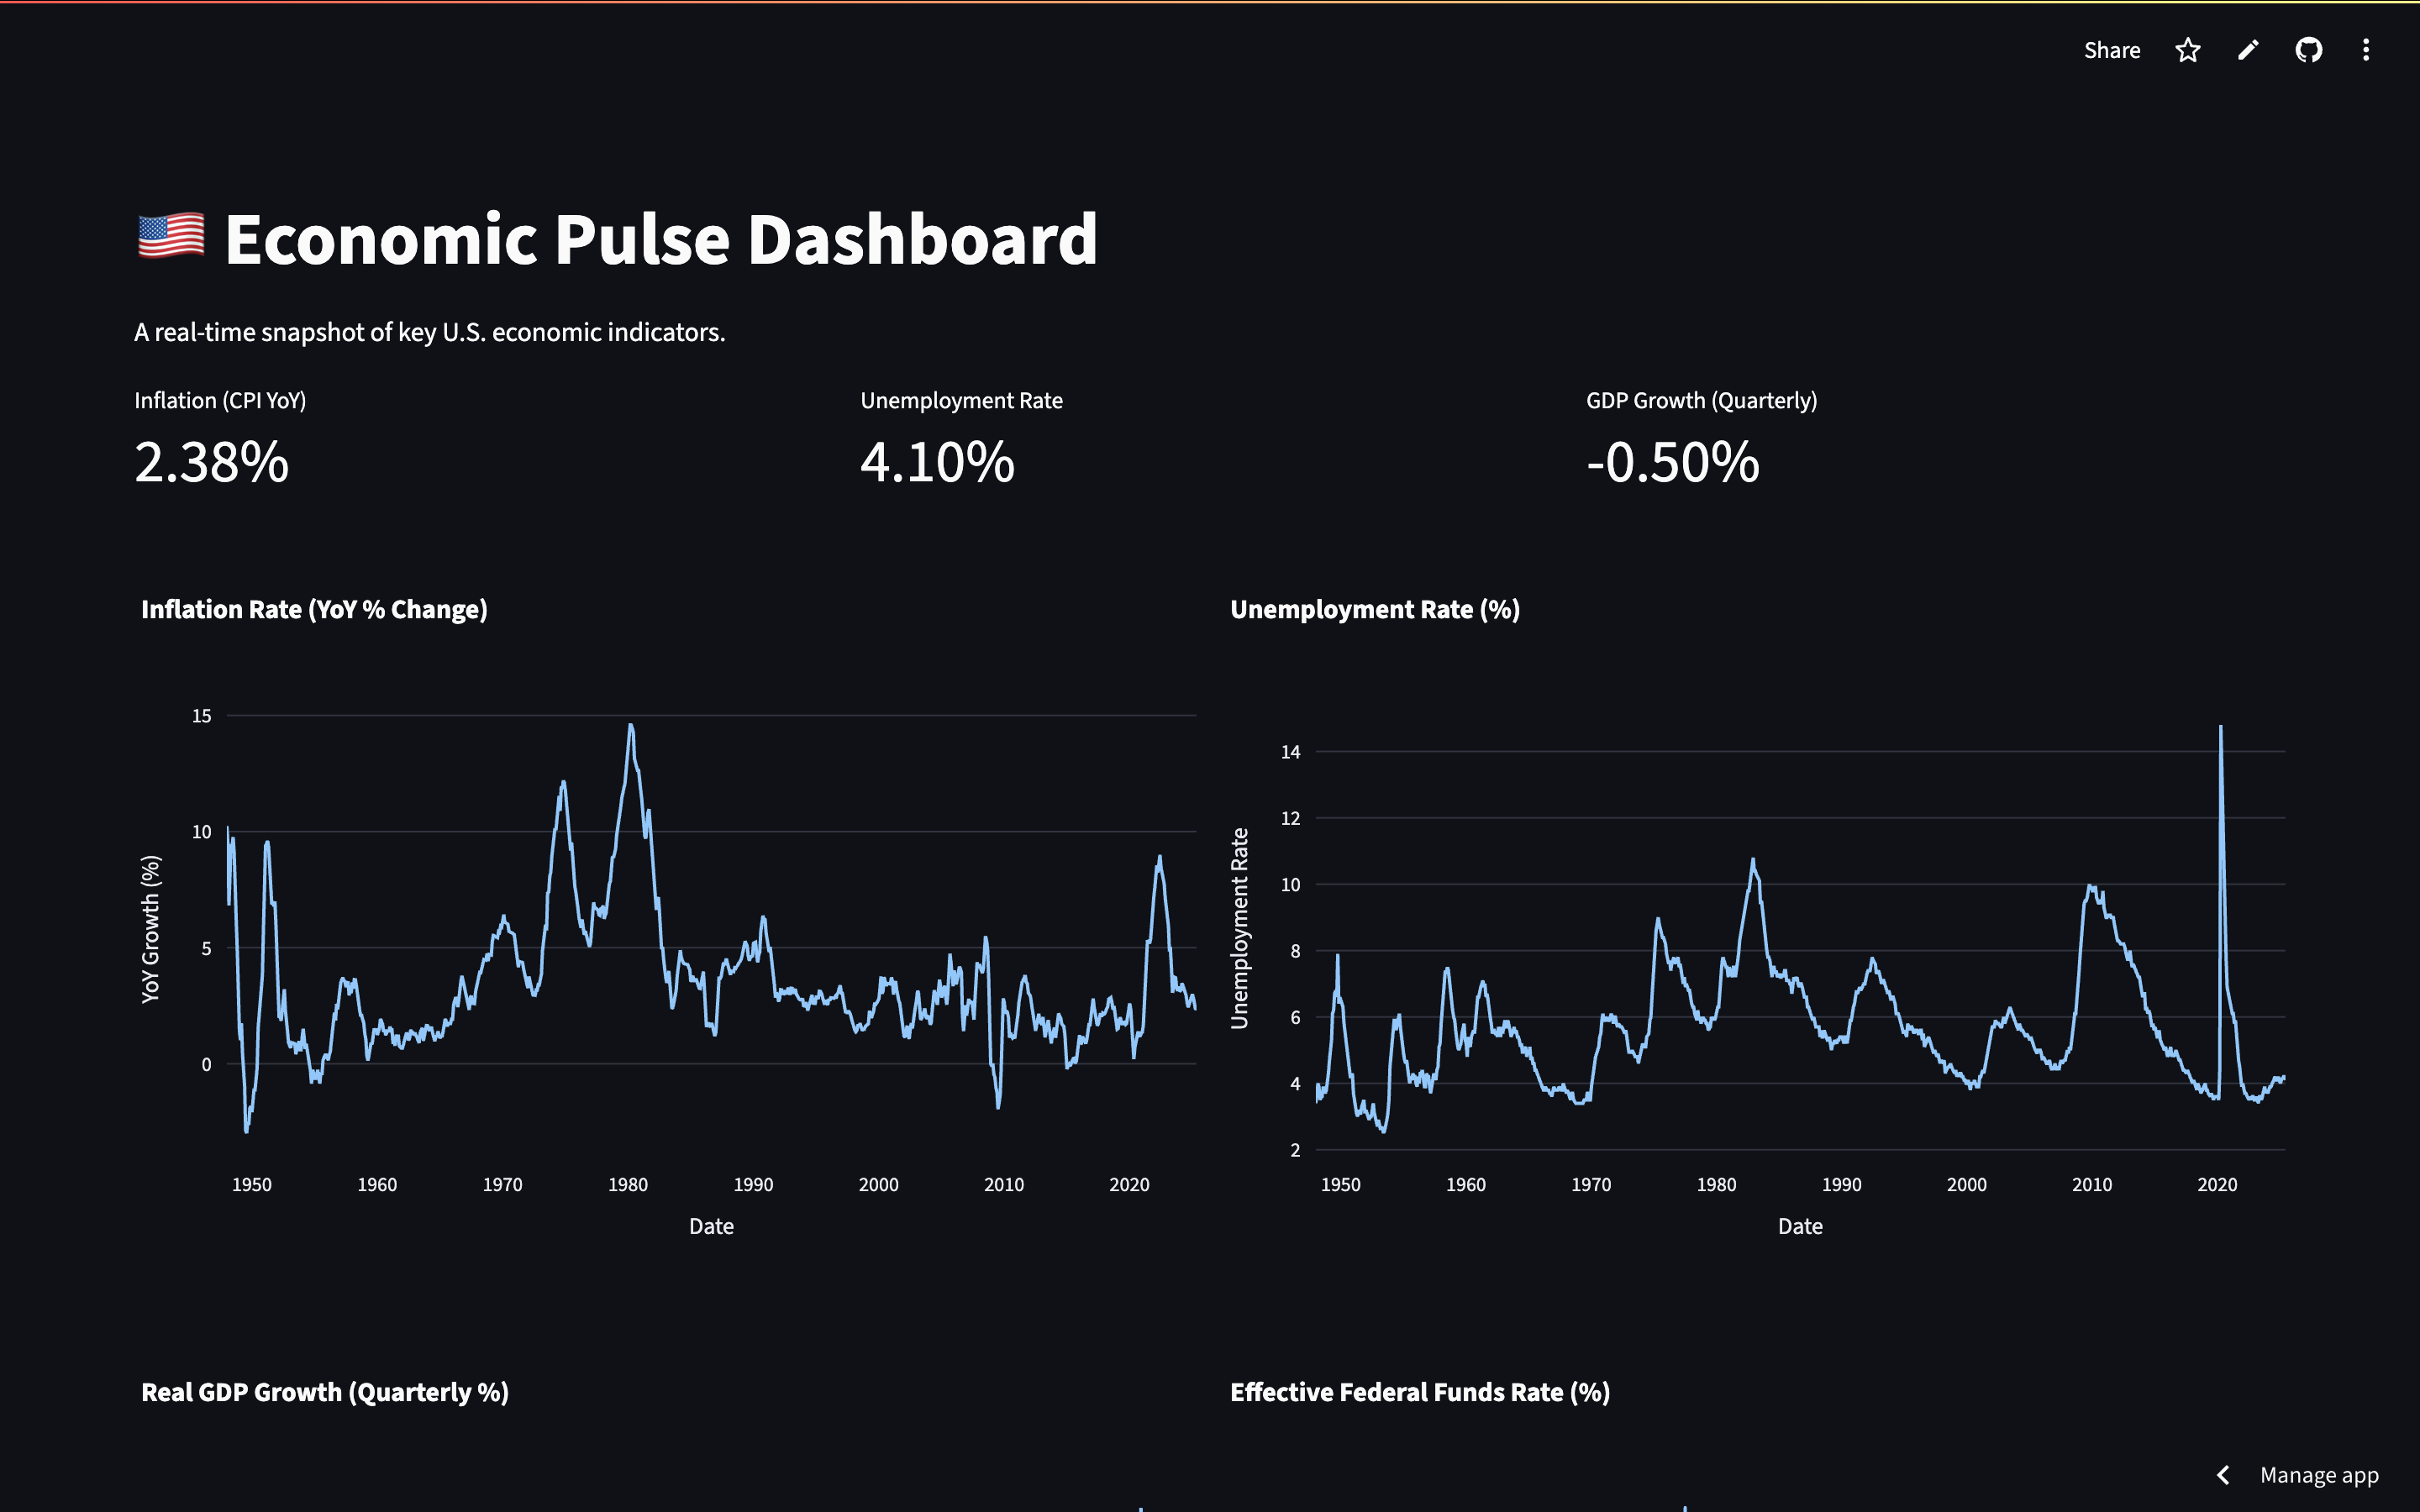 Share
🇺🇸 Economic Pulse Dashboard
A real-time snapshot of key U.S. economic indicators.
Inflation (CPI YoY)
2.38%
Unemployment Rate
4.10%
GDP Growth (Quarterly)
-0.50%
Inflation Rate (YoY % Change)
15
10
5
0
YoY Growth (%)
1950 1960 1970 1980 1990 2000 2010 2020
Date
Unemployment Rate (%)
14
12
10
8
6
4
2
Unemployment Rate
1950 1960 1970 1980 1990 2000 2010 2020
Date
Real GDP Growth (Quarterly %)
Effective Federal Funds Rate (%)
Manage app